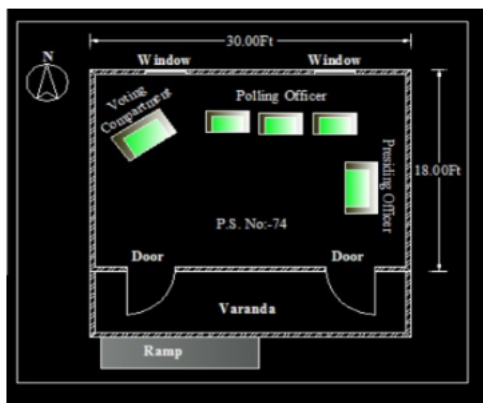 30.00Ft
N
Window
Window
Voting
Compartment
Polling Officer
Presiding Officer
18.00Ft
P.S. No:-74
Door
Door
Varanda
Ramp